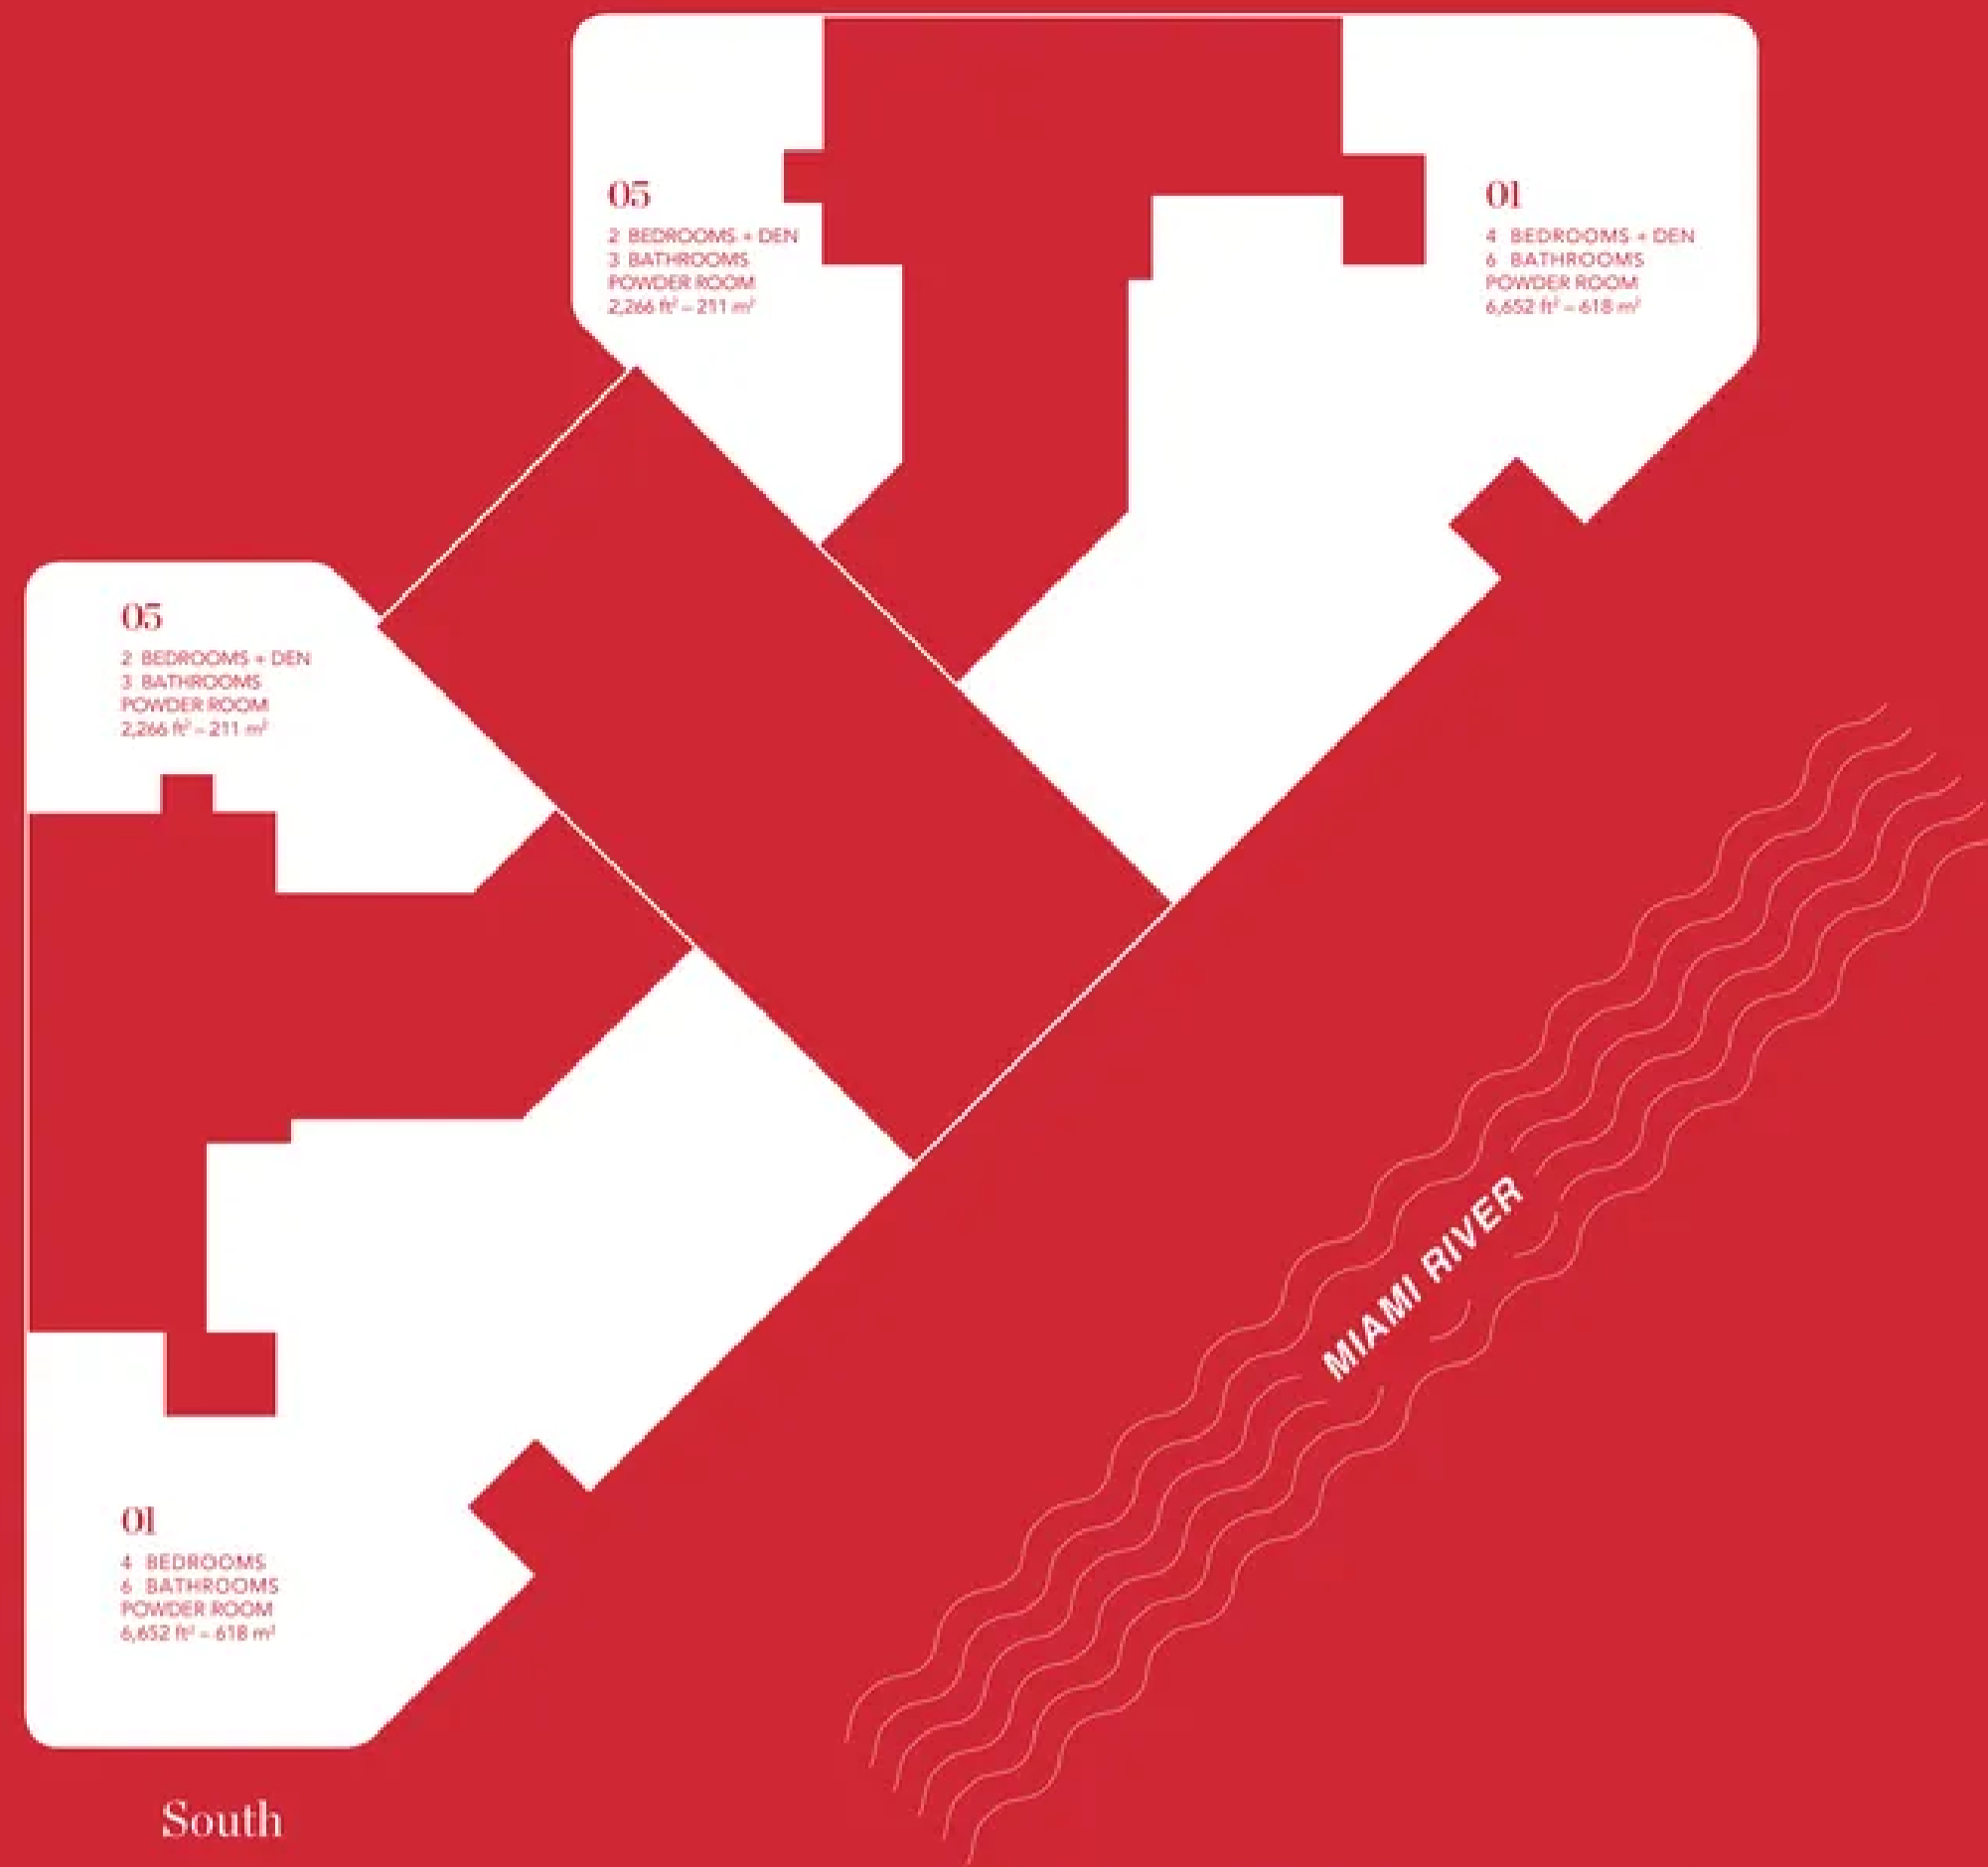 05
2 BEDROOMS + DEN
3 BATHROOMS
POWDER ROOM
2,266 ft² – 211 m²
01
4 BEDROOMS + DEN
6 BATHROOMS
POWDER ROOM
6,652 ft² – 618 m²
05
2 BEDROOMS + DEN
3 BATHROOMS
POWDER ROOM
2,266 ft² – 211 m²
MIAMI RIVER
01
4 BEDROOMS
6 BATHROOMS
POWDER ROOM
6,652 ft² – 618 m²
South